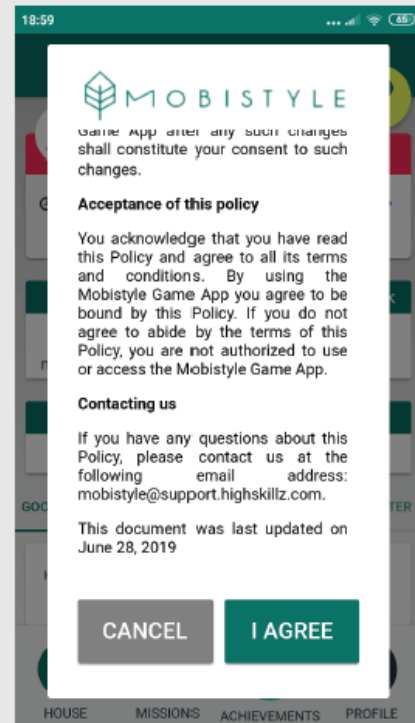 18:59
65
MOBISTYLE
Game App after any such changes
shall constitute your consent to such
changes.
Acceptance of this policy
You acknowledge that you have read
this Policy and agree to all its terms
and conditions. By using the
Mobistyle Game App you agree to be
bound by this Policy. If you do not
agree to abide by the terms of this
Policy, you are not authorized to use
or access the Mobistyle Game App.
Contacting us
If you have any questions about this
Policy, please contact us at the
following email address:
mobistyle@support.highskillz.com.
This document was last updated on
June 28, 2019
CANCEL
I AGREE
HOUSE
MISSIONS
ACHIEVEMENTS
PROFILE